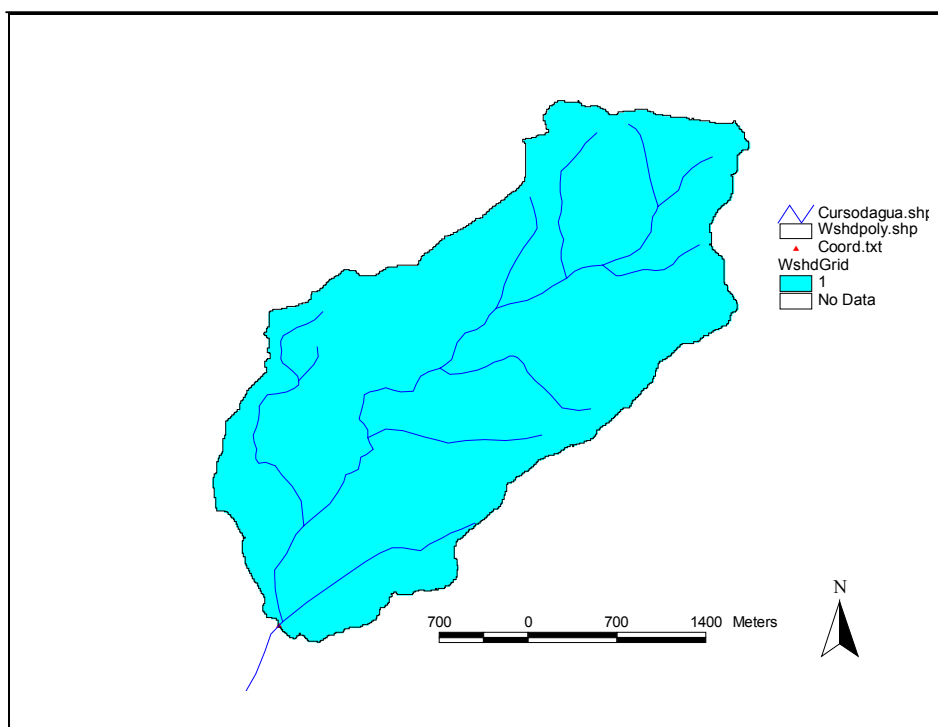 Cursodagua.shp
Wshdpoly.shp
Coord.txt
WshdGrid
1
No Data
N
700 0 700 1400 Meters